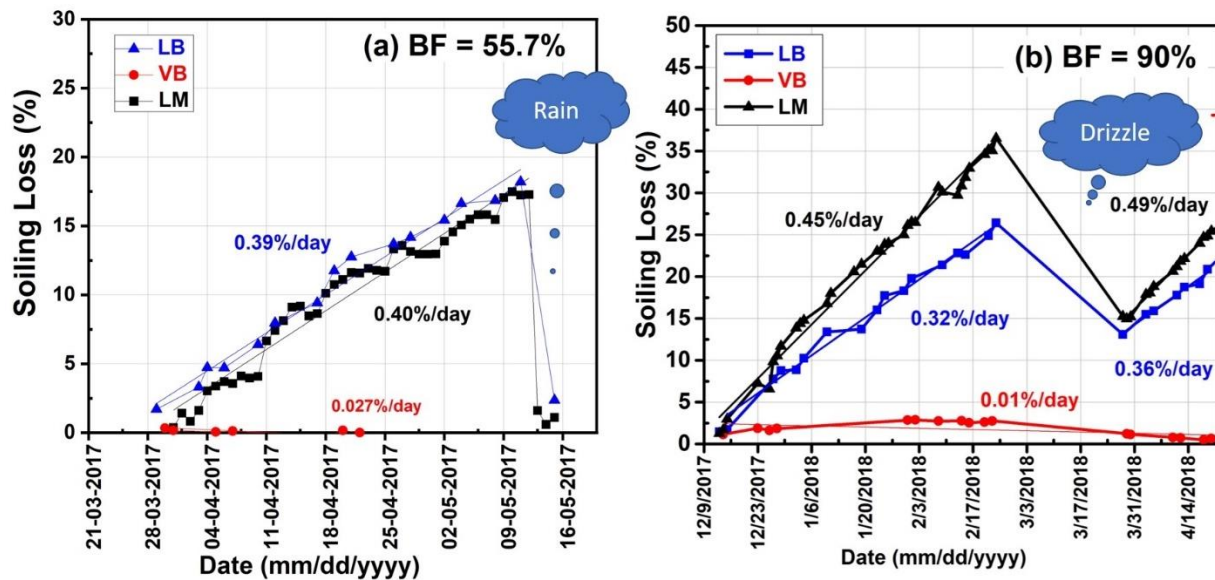 (a) BF = 55.7%
LB
VB
LM
Rain
0.39%/day
0.40%/day
0.027%/day
Soiling Loss (%)
30
25
20
15
10
5
0
21-03-2017
28-03-2017
04-04-2017
11-04-2017
18-04-2017
25-04-2017
02-05-2017
09-05-2017
16-05-2017
Date (mm/dd/yyyy)
(b) BF = 90%
LB
VB
LM
Drizzle
0.45%/day
0.49%/day
0.32%/day
0.36%/day
0.01%/day
Soiling Loss (%)
50
45
40
35
30
25
20
15
10
5
0
12/9/2017
12/23/2017
1/6/2018
1/20/2018
2/3/2018
2/17/2018
3/3/2018
3/17/2018
3/31/2018
4/14/2018
Date (mm/dd/yyyy)